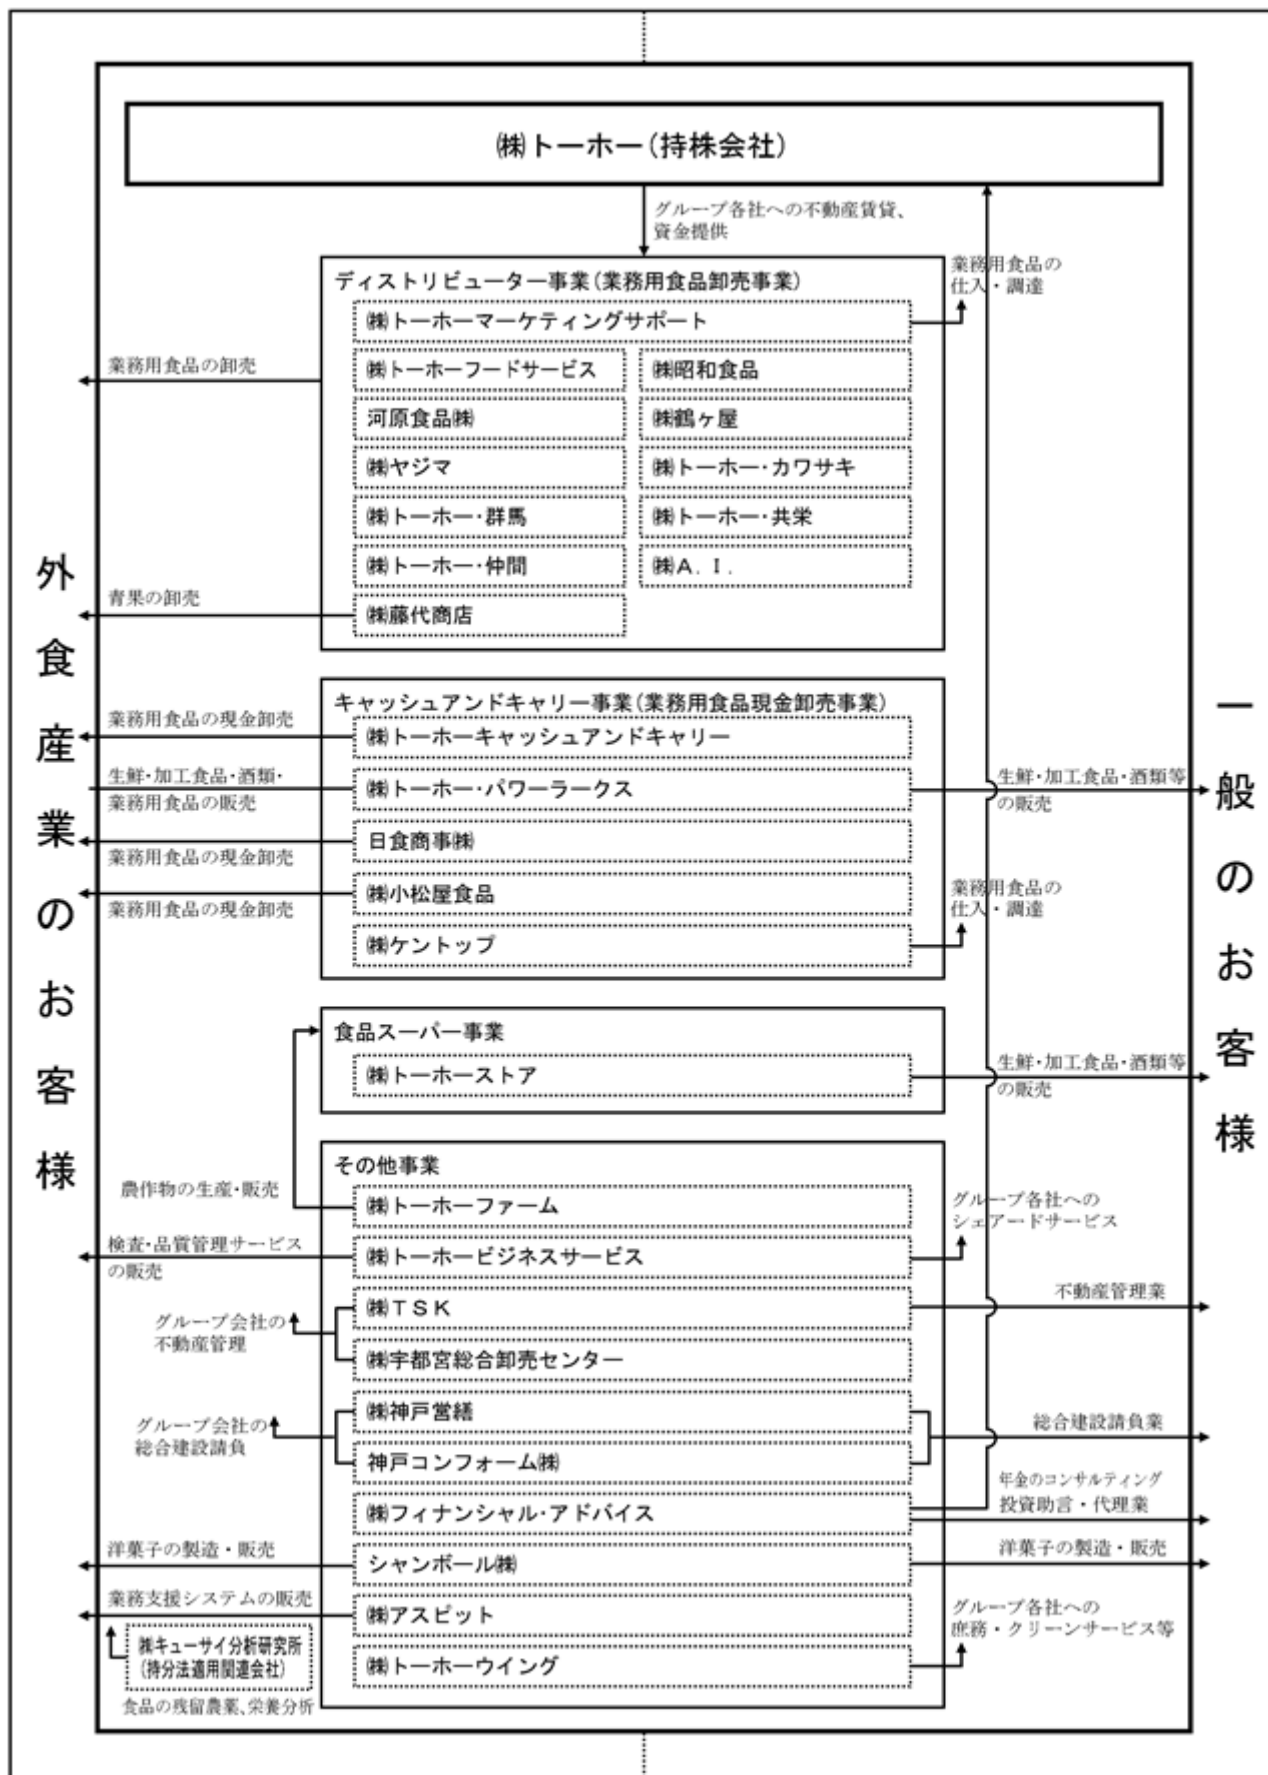 ㈱トーホー(持株会社)
グループ各社への不動産賃貸、
資金提供
ディストリビューター事業(業務用食品卸売事業)
業務用食品の
仕入・調達
㈱トーホーマーケティングサポート
業務用食品の卸売
㈱トーホーフードサービス
㈱昭和食品
河原食品㈱
㈱鶴ヶ屋
㈱ヤジマ
㈱トーホー・カワサキ
㈱トーホー・群馬
㈱トーホー・共栄
㈱トーホー・仲間
㈱A.I.
青果の卸売
㈱藤代商店
外食産業のお客様
一般のお客様
キャッシュアンドキャリー事業(業務用食品現金卸売事業)
業務用食品の現金卸売
㈱トーホーキャッシュアンドキャリー
生鮮・加工食品・酒類・
業務用食品の販売
㈱トーホー・パワーラークス
生鮮・加工食品・酒類等
の販売
日食商事㈱
業務用食品の現金卸売
㈱小松屋食品
業務用食品の現金卸売
業務用食品の
仕入・調達
㈱ケントップ
食品スーパー事業
㈱トーホーストア
生鮮・加工食品・酒類等
の販売
その他事業
農作物の生産・販売
㈱トーホーファーム
グループ各社への
シェアードサービス
検査・品質管理サービス
の販売
㈱トーホービジネスサービス
グループ会社の
不動産管理
㈱TSK
不動産管理業
㈱宇都宮総合卸売センター
グループ会社の
総合建設請負
㈱神戸営繕
総合建設請負業
神戸コンフォーム㈱
㈱フィナンシャル・アドバイス
年金のコンサルティング
投資助言・代理業
洋菓子の製造・販売
シャンボール㈱
洋菓子の製造・販売
業務支援システムの販売
㈱アスピット
グループ各社への
庶務・クリーンサービス等
㈱キューサイ分析研究所
(持分法適用関連会社)
㈱トーホーウイング
食品の残留農薬、栄養分析